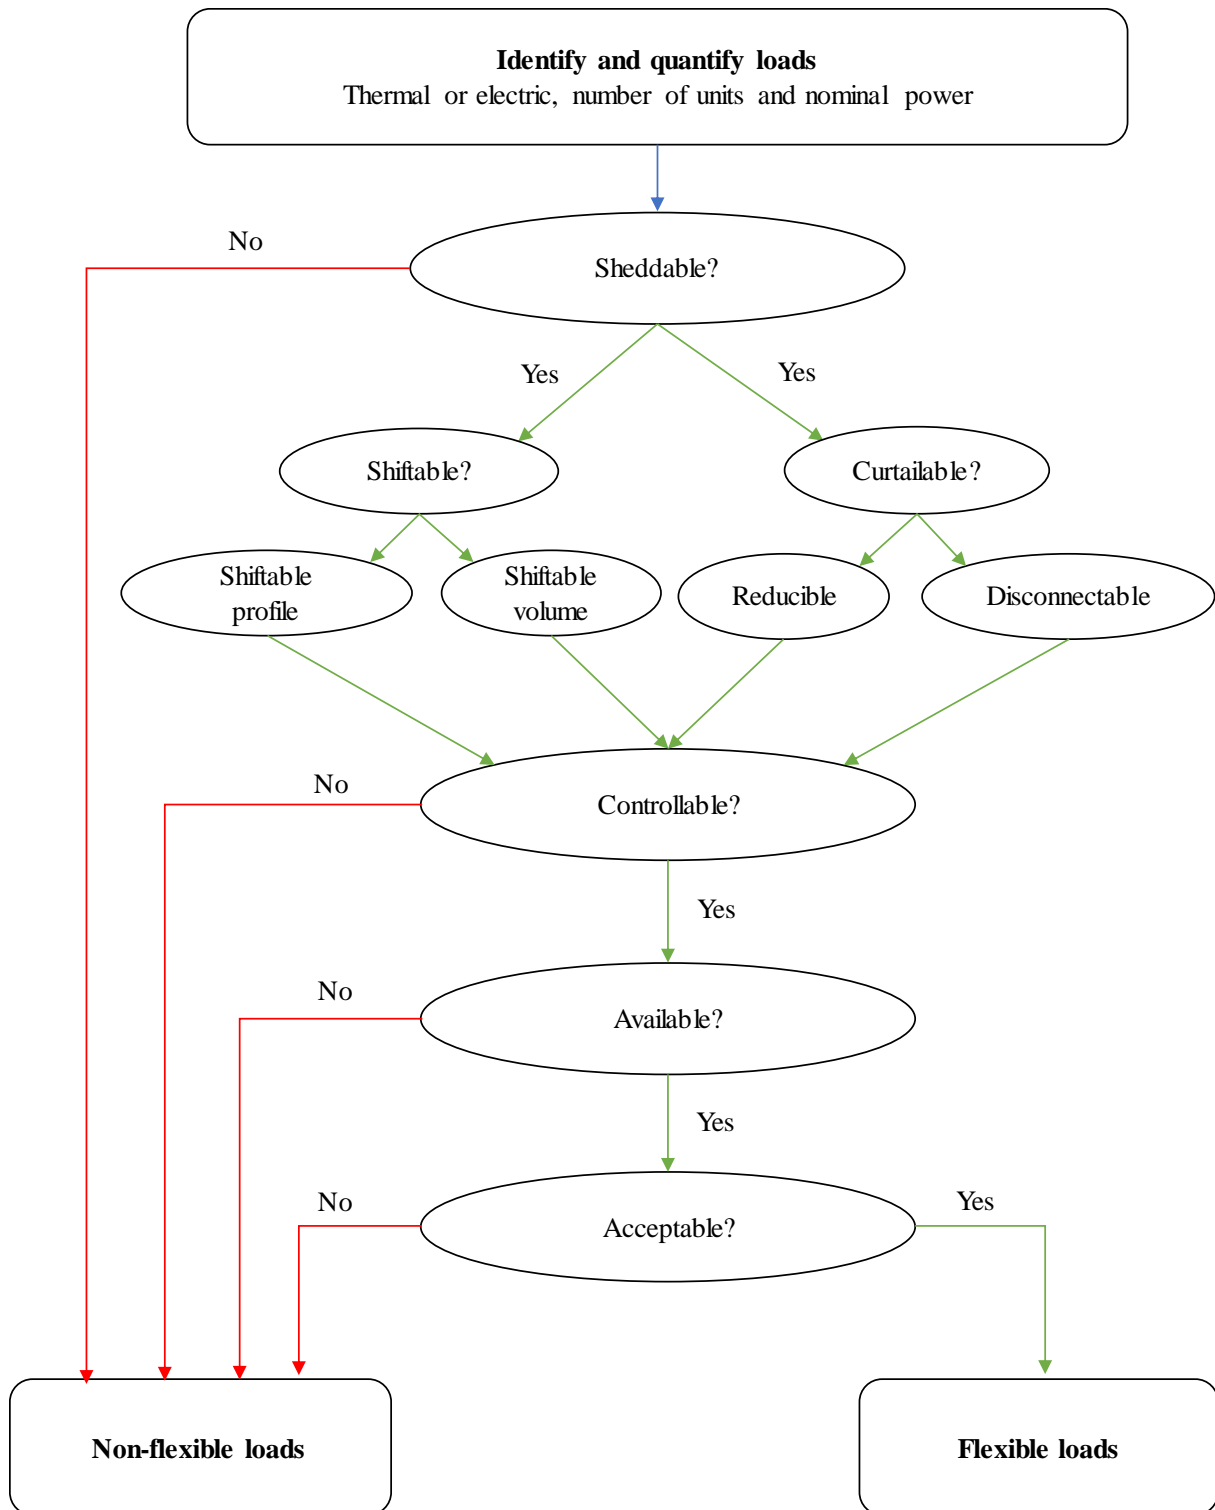 Identify and quantify loads
Thermal or electric, number of units and nominal power
No
Sheddable?
Yes
Yes
Shiftable?
Curtailable?
Shiftable
profile
Shiftable
volume
Reducible
Disconnectable
No
Controllable?
Yes
No
Available?
Yes
No
Yes
Acceptable?
Non-flexible loads
Flexible loads